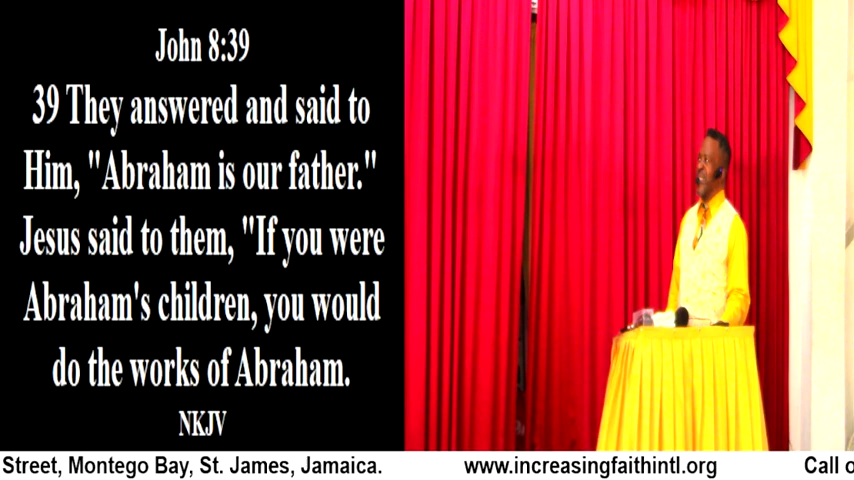 John 8:39
39 They answered and said to
Him, "Abraham is our father."
Jesus said to them, "If you were
Abraham's children, you would
do the works of Abraham.
NKJV
Street, Montego Bay, St. James, Jamaica.
www.increasingfaithintl.org
Call